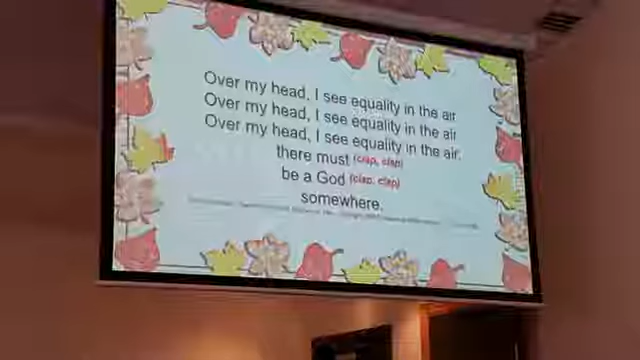 Over my head, I see equality in the air
Over my head, I see equality in the air
Over my head, I see equality in the air.
there must (clap, clap)
be a God (clap, clap)
somewhere.